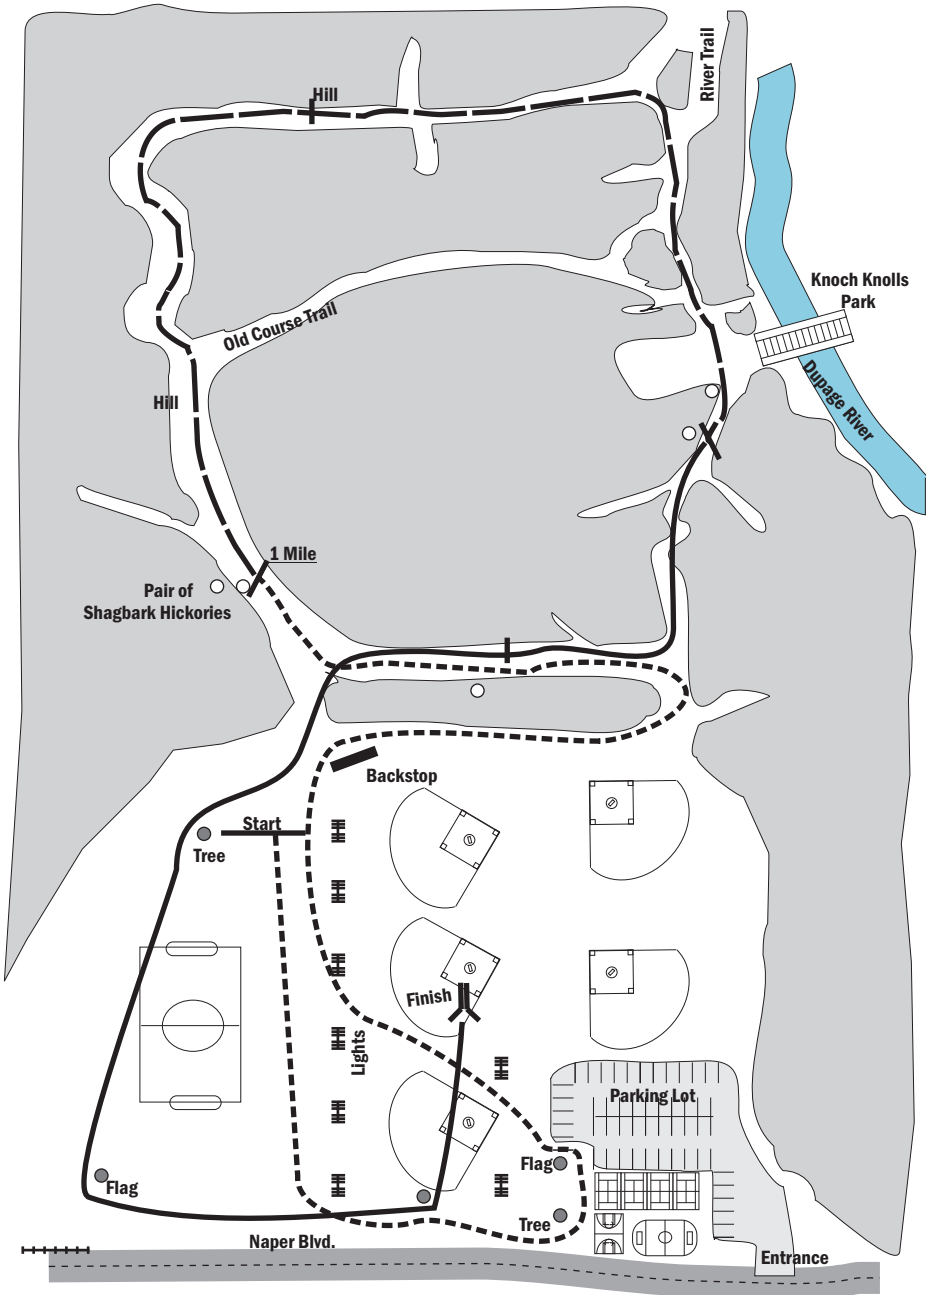 River Trail
Hill
Knoch Knolls
Park
Old Course Trail
Dupage River
Hill
1 Mile
Pair of
Shagbark Hickories
Backstop
Start
Tree
Finish
Lights
Parking Lot
Flag
Flag
Tree
Naper Blvd.
Entrance